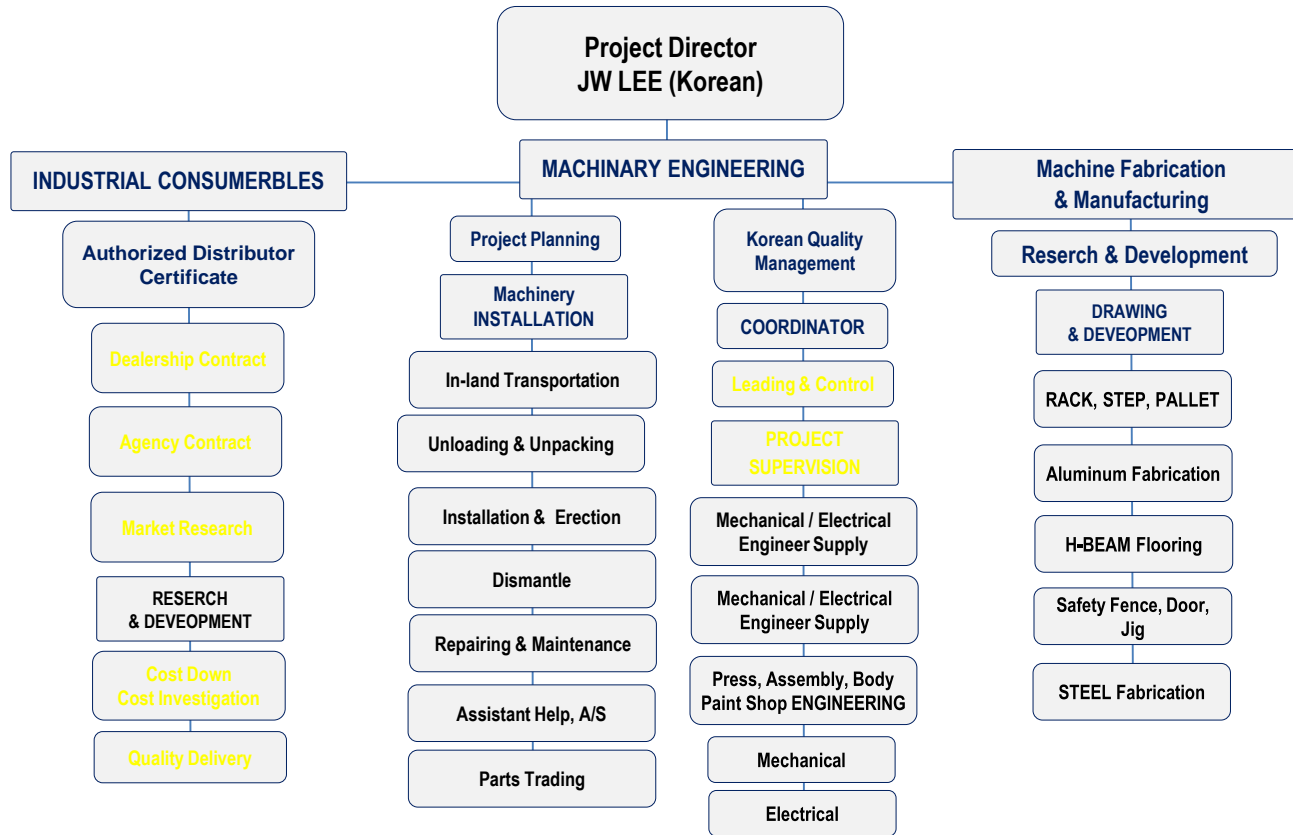 Project Director
JW LEE (Korean)
INDUSTRIAL CONSUMERBLES
MACHINARY ENGINEERING
Machine Fabrication
& Manufacturing
Authorized Distributor
Certificate
Dealership Contract
Agency Contract
Market Research
RESERCH
& DEVEOPMENT
Cost Down
Cost Investigation
Quality Delivery
Project Planning
Machinery
INSTALLATION
In-land Transportation
Unloading & Unpacking
Installation & Erection
Dismantle
Repairing & Maintenance
Assistant Help, A/S
Parts Trading
Korean Quality
Management
COORDINATOR
Leading & Control
PROJECT
SUPERVISION
Mechanical / Electrical
Engineer Supply
Mechanical / Electrical
Engineer Supply
Press, Assembly, Body
Paint Shop ENGINEERING
Mechanical
Electrical
Reserch & Development
DRAWING
& DEVEOPMENT
RACK, STEP, PALLET
Aluminum Fabrication
H-BEAM Flooring
Safety Fence, Door,
Jig
STEEL Fabrication